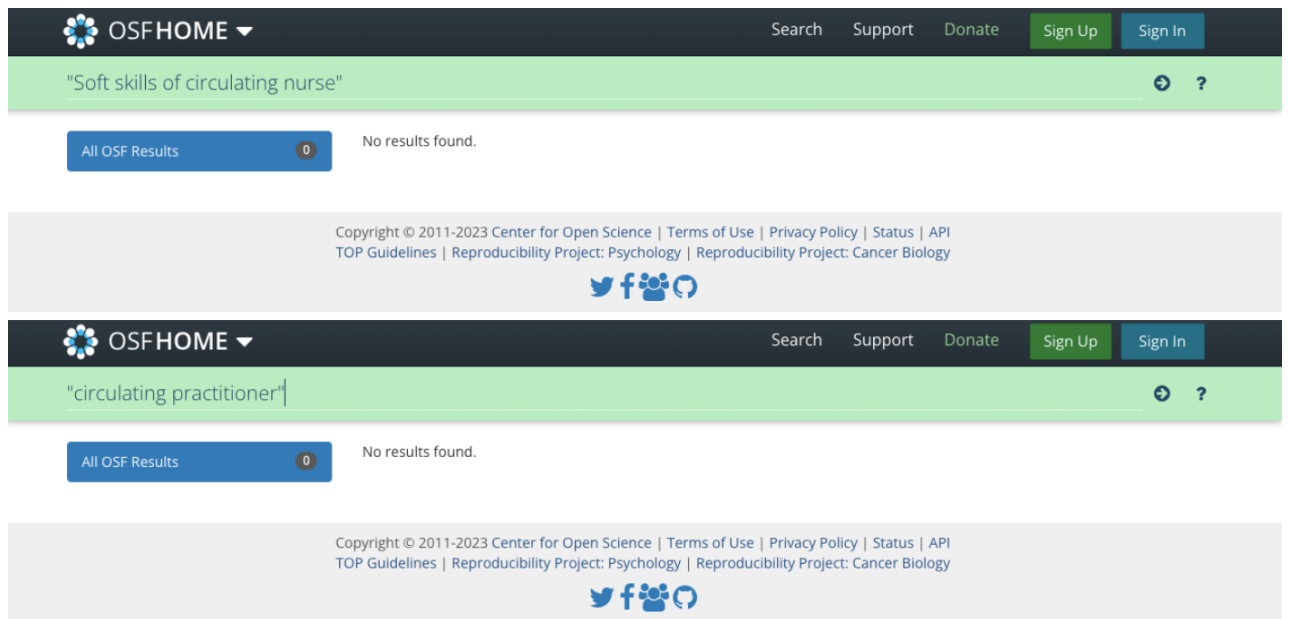 OSFHOME Search Support Donate Sign Up Sign In
"Soft skills of circulating nurse" ?
All OSF Results 0 No results found.
Copyright © 2011-2023 Center for Open Science | Terms of Use | Privacy Policy | Status | API
TOP Guidelines | Reproducibility Project: Psychology | Reproducibility Project: Cancer Biology
OSFHOME Search Support Donate Sign Up Sign In
"circulating practitioner" ?
All OSF Results 0 No results found.
Copyright © 2011-2023 Center for Open Science | Terms of Use | Privacy Policy | Status | API
TOP Guidelines | Reproducibility Project: Psychology | Reproducibility Project: Cancer Biology